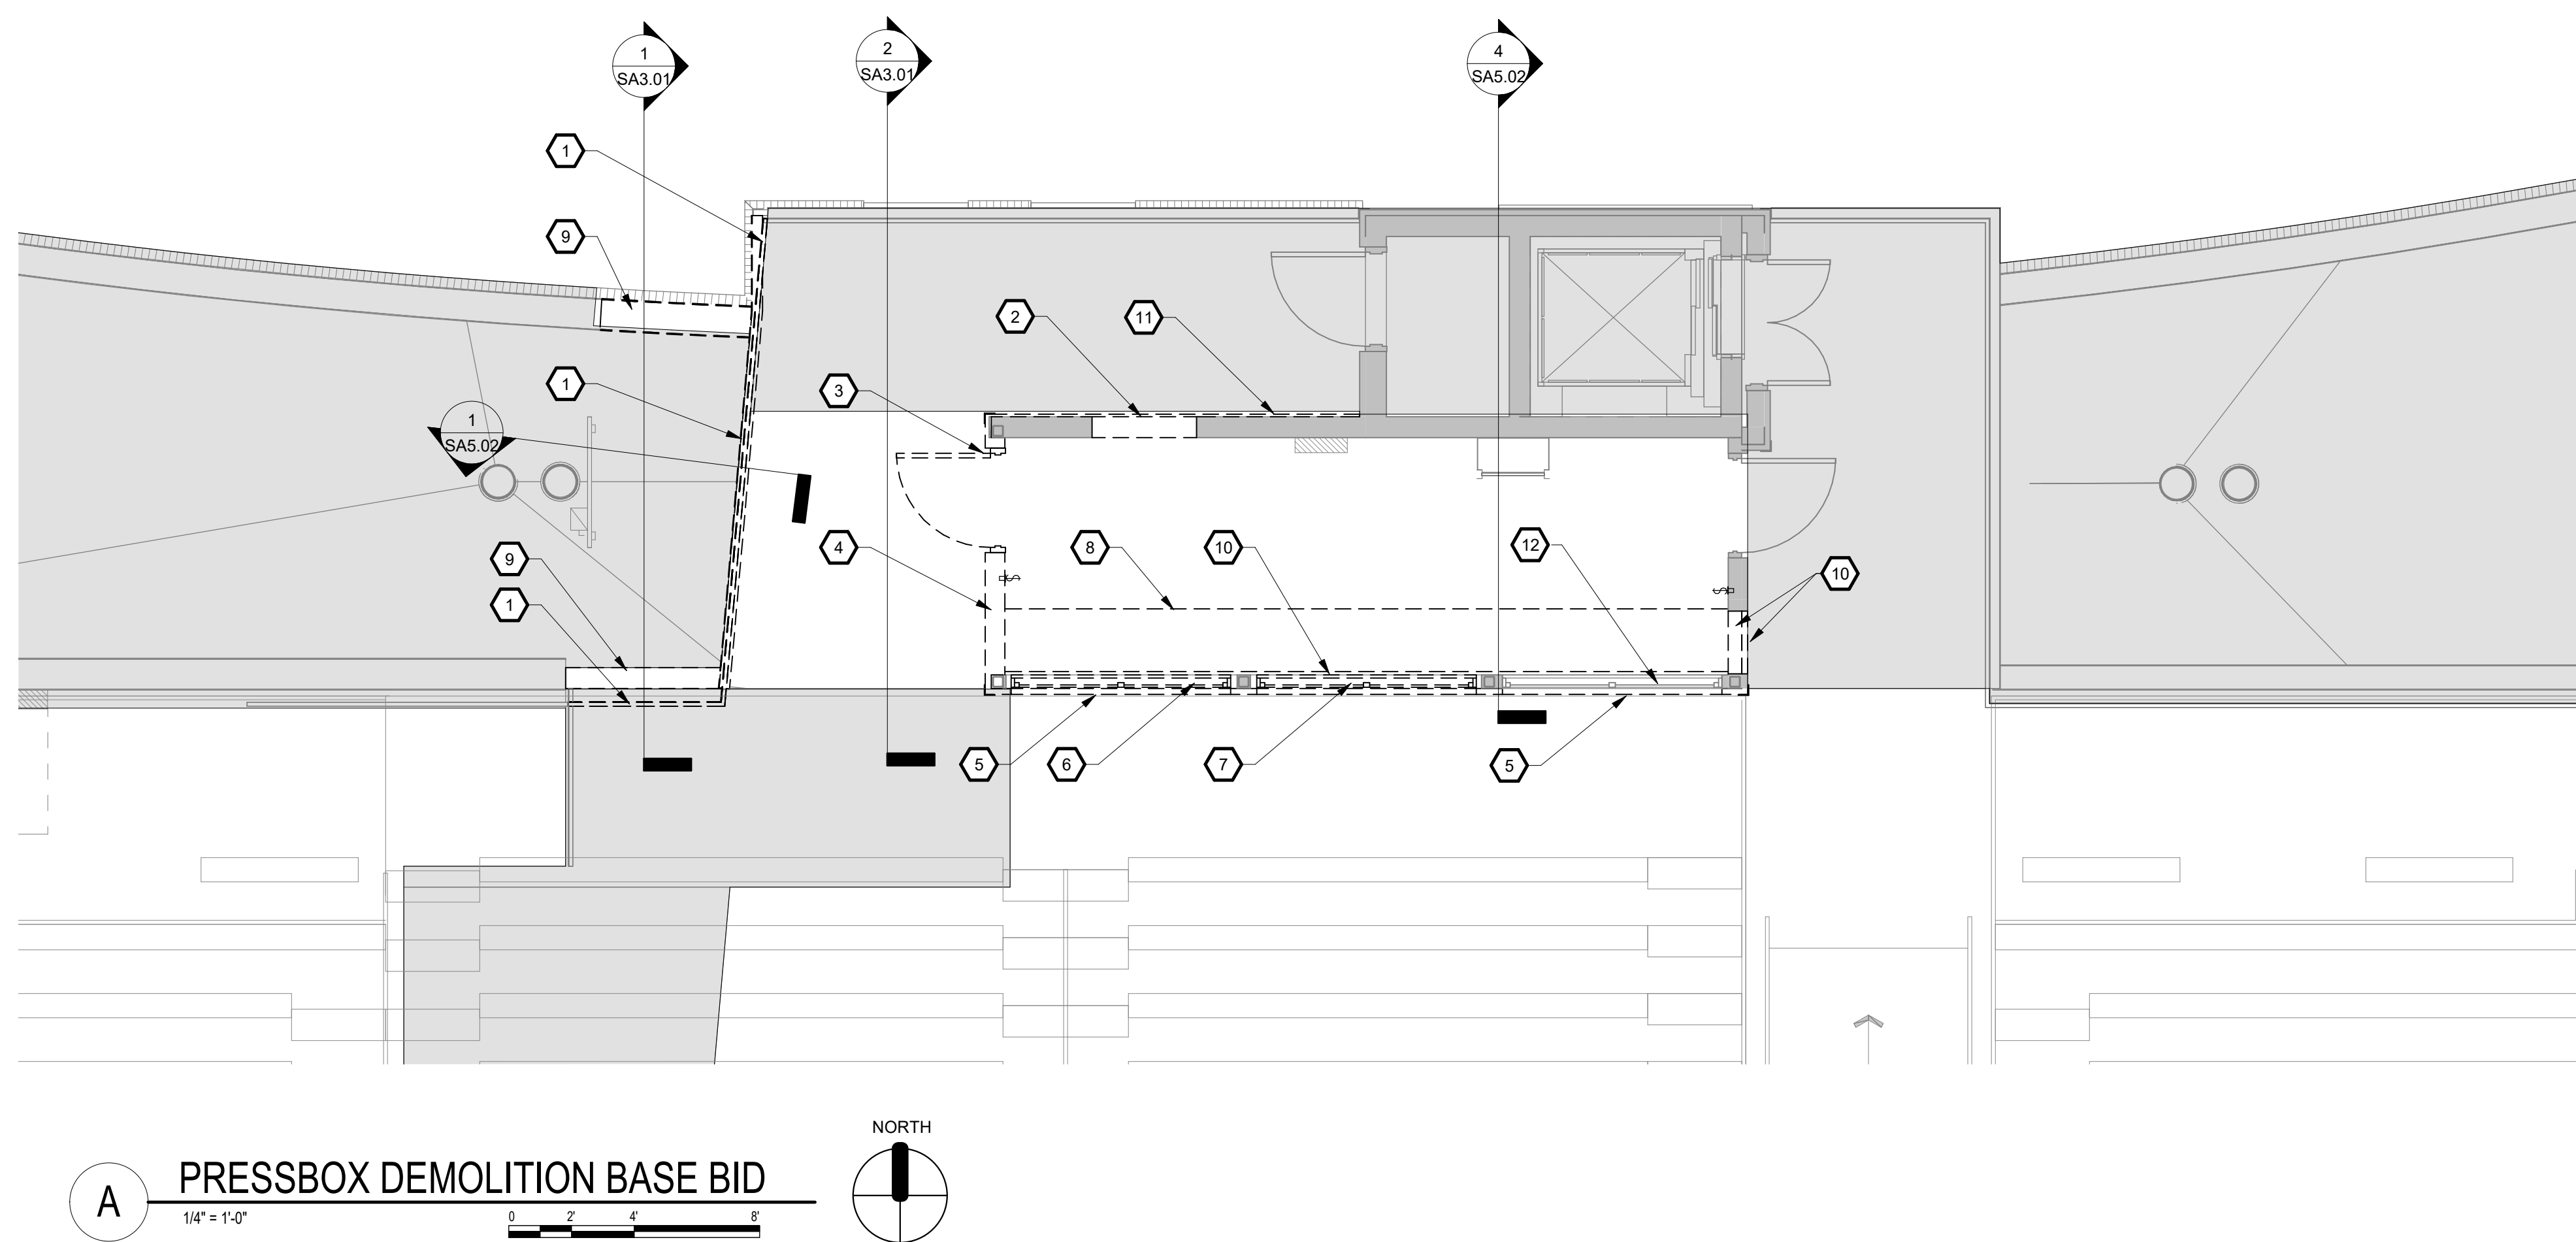 1
SA3.01
2
SA3.01
4
SA5.02
1
9
2
11
3
1
1
SA5.02
4
8
10
12
10
9
1
5
6
7
5
NORTH
A
PRESSBOX DEMOLITION BASE BID
1/4" = 1'-0"
0 2' 4' 8'
$
$